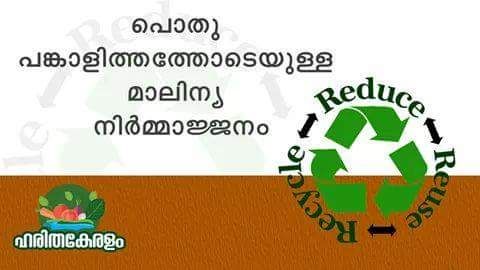 പൊതു
പങ്കാളിത്തത്തോടെയുള്ള
മാലിന്യ
നിർമ്മാജ്ജനം
Reduce
Reuse
Recycle
ഹരിതകേരളം